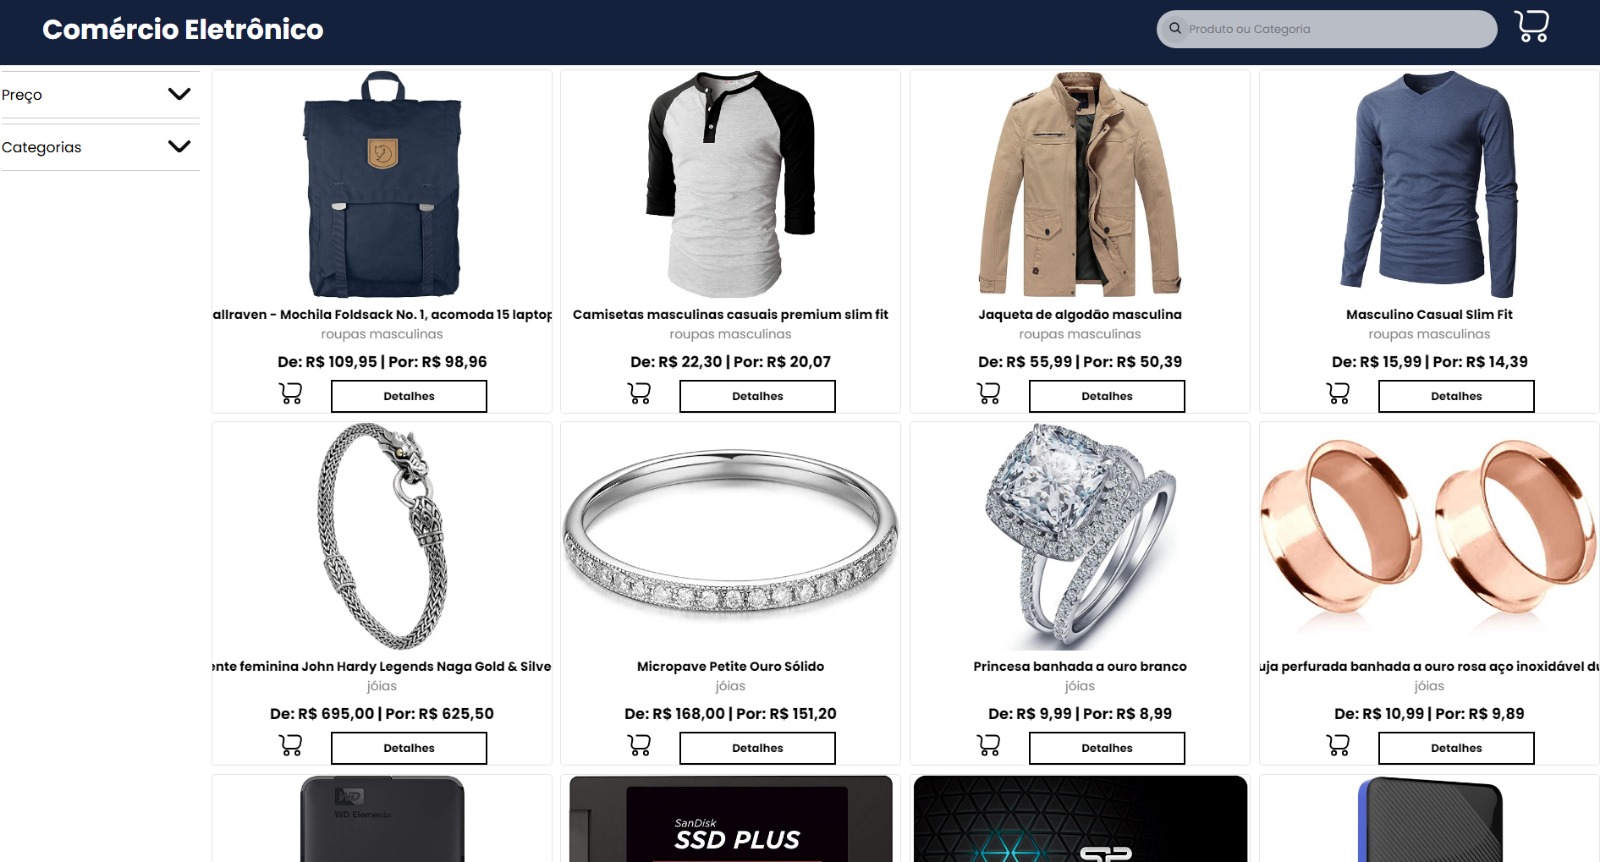 Comércio Eletrônico
Produto ou Categoria
Preço
Categorias
allraven - Mochila Foldsack No. 1, acomoda 15 laptop
roupas masculinas
De: R$ 109,95 | Por: R$ 98,96
Detalhes
Camisetas masculinas casuais premium slim fit
roupas masculinas
De: R$ 22,30 | Por: R$ 20,07
Detalhes
Jaqueta de algodão masculina
roupas masculinas
De: R$ 55,99 | Por: R$ 50,39
Detalhes
Masculino Casual Slim Fit
roupas masculinas
De: R$ 15,99 | Por: R$ 14,39
Detalhes
ente feminina John Hardy Legends Naga Gold & Silve
jóias
De: R$ 695,00 | Por: R$ 625,50
Detalhes
Micropave Petite Ouro Sólido
jóias
De: R$ 168,00 | Por: R$ 151,20
Detalhes
Princesa banhada a ouro branco
jóias
De: R$ 9,99 | Por: R$ 8,99
Detalhes
uja perfurada banhada a ouro rosa aço inoxidável du
jóias
De: R$ 10,99 | Por: R$ 9,89
Detalhes
WD
WD Elements
SanDisk
SSD PLUS
SP